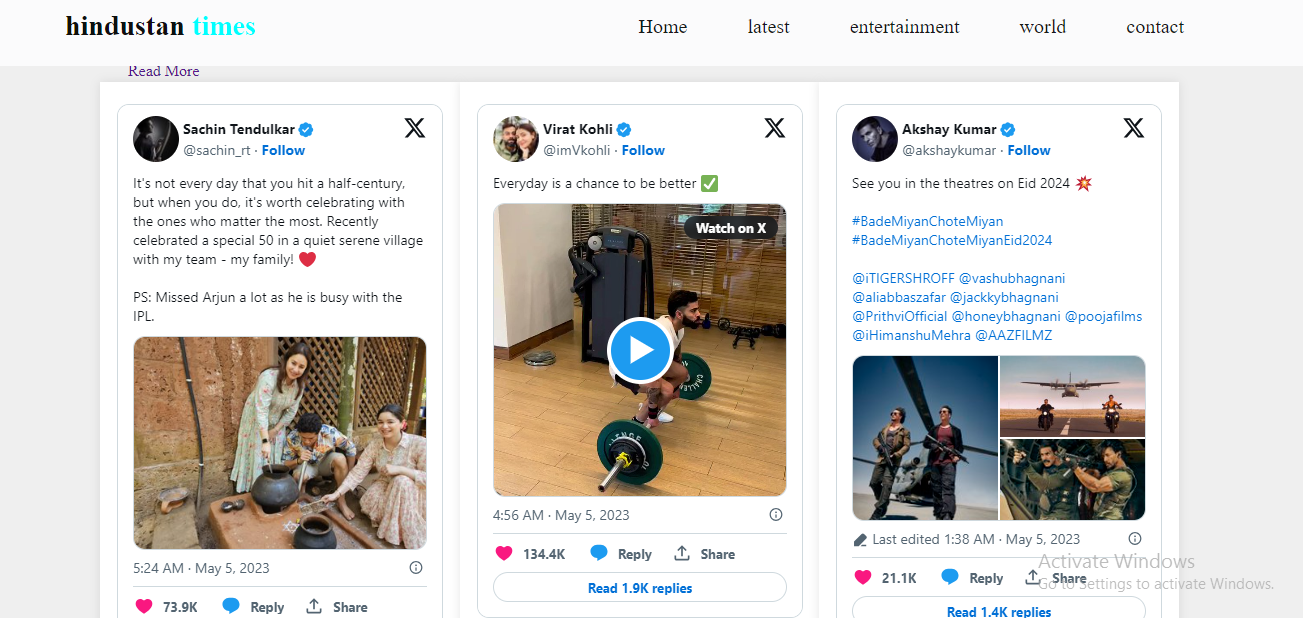 hindustan times
Home latest entertainment world contact
Read More
Sachin Tendulkar
@sachin_rt · Follow
It's not every day that you hit a half-century,
but when you do, it's worth celebrating with
the ones who matter the most. Recently
celebrated a special 50 in a quiet serene village
with my team - my family! ❤️
PS: Missed Arjun a lot as he is busy with the
IPL.
5:24 AM · May 5, 2023
73.9K Reply Share
Virat Kohli
@imVkohli · Follow
Everyday is a chance to be better ✅
Watch on X
4:56 AM · May 5, 2023
134.4K Reply Share
Read 1.9K replies
Akshay Kumar
@akshaykumar · Follow
See you in the theatres on Eid 2024 💥
#BadeMiyanChoteMiyan
#BadeMiyanChoteMiyanEid2024
@iTIGERSHROFF @vashubhagnani
@aliabbaszafar @jackkybhagnani
@PrithviOfficial @honeybhagnani @poojafilms
@iHimanshuMehra @AAZFILMZ
Last edited 1:38 AM · May 5, 2023
21.1K Reply Share
Read 1.4K replies
Activate Windows
Go to Settings to activate Windows.